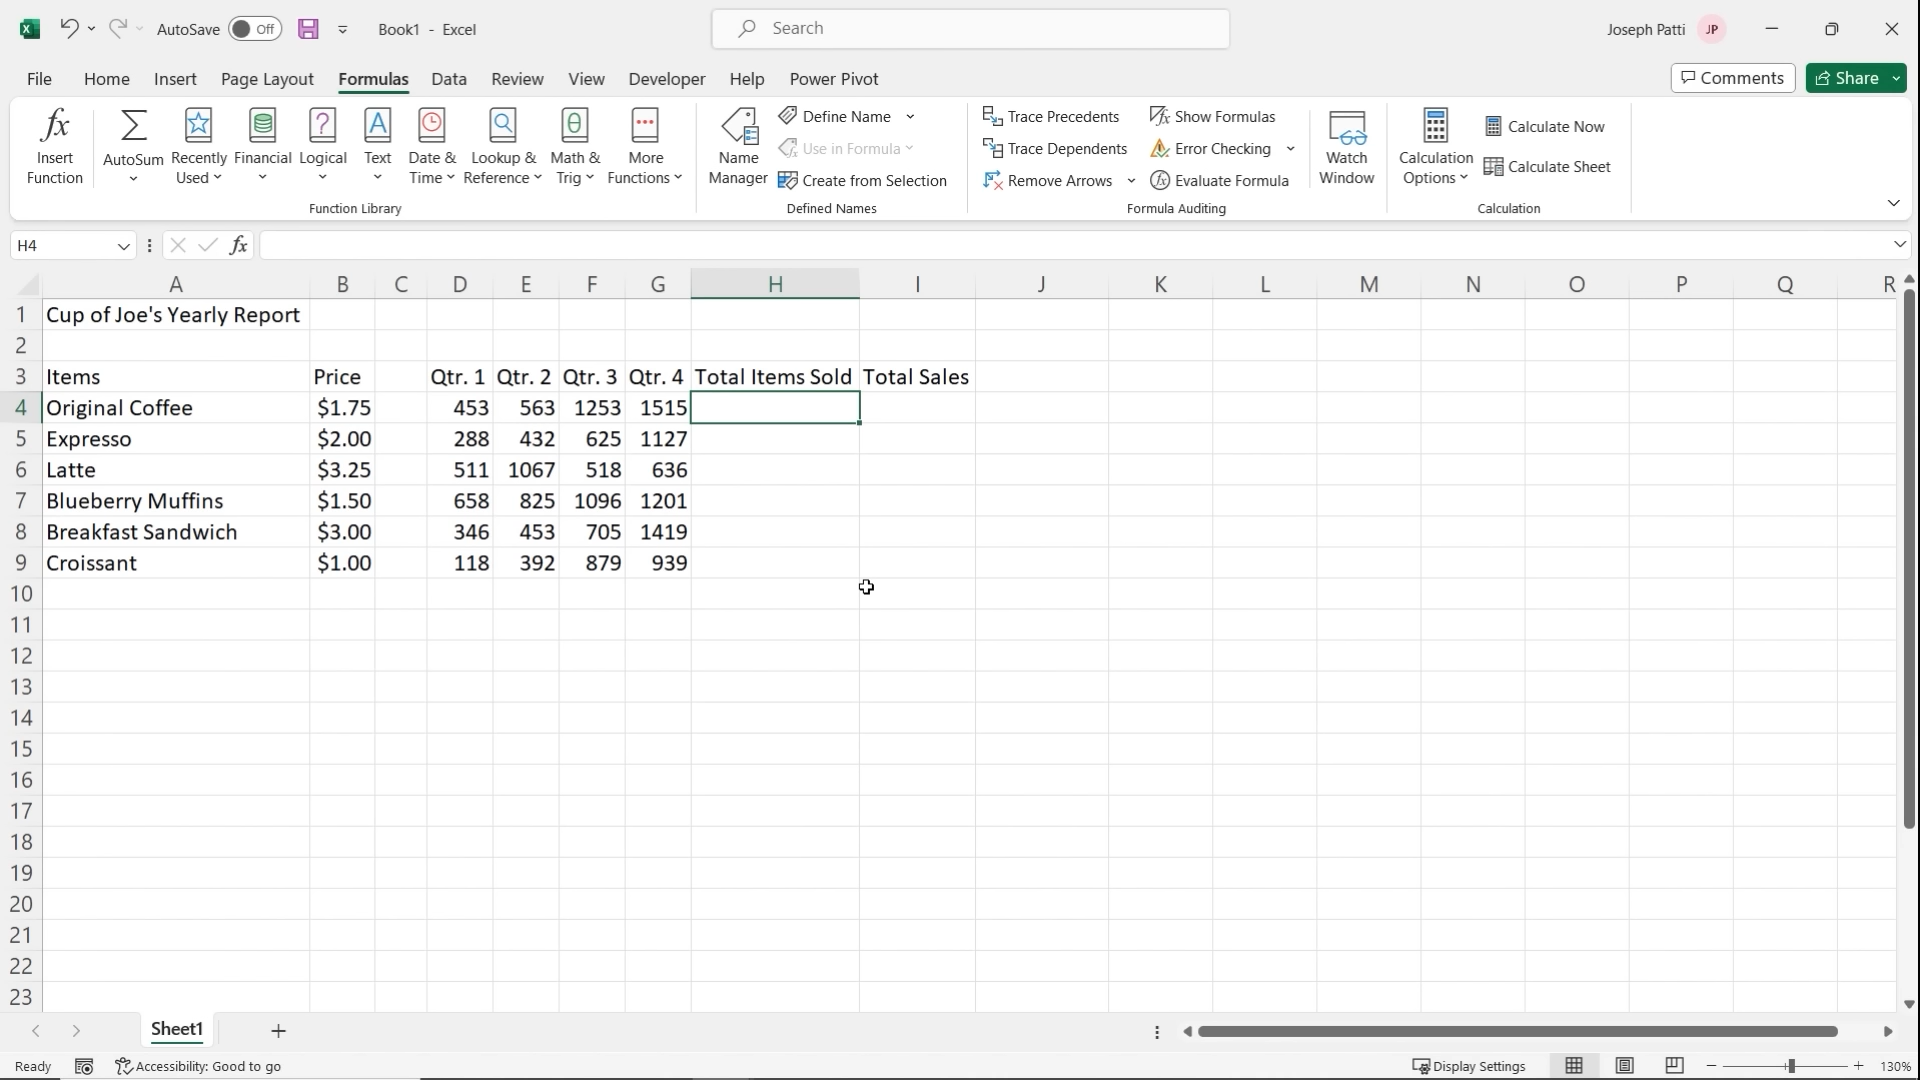 AutoSave Off Book1 - Excel Search Joseph Patti JP
File Home Insert Page Layout Formulas Data Review View Developer Help Power Pivot Comments Share
fx Insert Function
AutoSum
Recently Used
Financial
Logical
Text
Date & Time
Lookup & Reference
Math & Trig
More Functions
Function Library
Name Manager
Define Name
Use in Formula
Create from Selection
Defined Names
Trace Precedents
Trace Dependents
Remove Arrows
Show Formulas
Error Checking
Evaluate Formula
Formula Auditing
Watch Window
Calculation Options
Calculate Now
Calculate Sheet
Calculation
H4 fx
A B C D E F G H I J K L M N O P Q R
1 Cup of Joe's Yearly Report
2
3 Items Price Qtr. 1 Qtr. 2 Qtr. 3 Qtr. 4 Total Items Sold Total Sales
4 Original Coffee $1.75 453 563 1253 1515
5 Expresso $2.00 288 432 625 1127
6 Latte $3.25 511 1067 518 636
7 Blueberry Muffins $1.50 658 825 1096 1201
8 Breakfast Sandwich $3.00 346 453 705 1419
9 Croissant $1.00 118 392 879 939
10
11
12
13
14
15
16
17
18
19
20
21
22
23
Sheet1
Ready Accessibility: Good to go Display Settings 130%